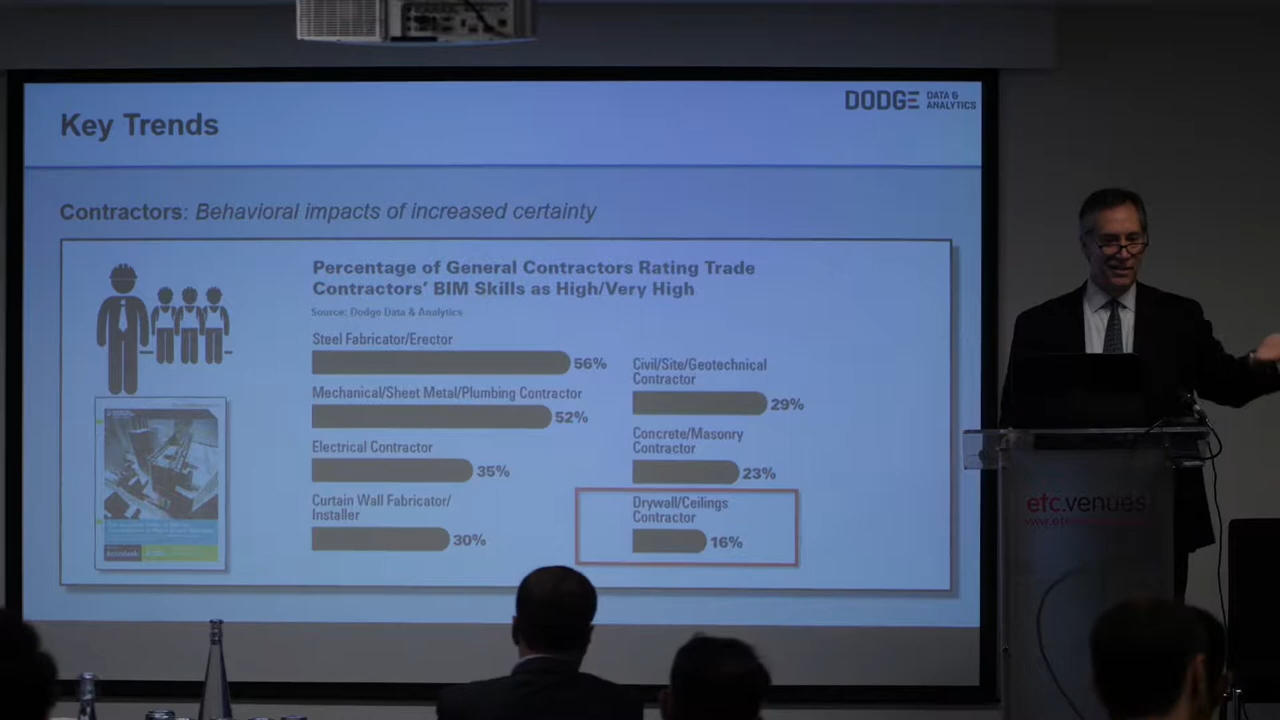 DODGE DATA &
ANALYTICS
Key Trends
Contractors: Behavioral impacts of increased certainty
Percentage of General Contractors Rating Trade
Contractors' BIM Skills as High/Very High
Source: Dodge Data & Analytics
Steel Fabricator/Erector
56%
Mechanical/Sheet Metal/Plumbing Contractor
52%
Electrical Contractor
35%
Curtain Wall Fabricator/
Installer
30%
Civil/Site/Geotechnical
Contractor
29%
Concrete/Masonry
Contractor
23%
Drywall/Ceilings
Contractor
16%
etc.venues